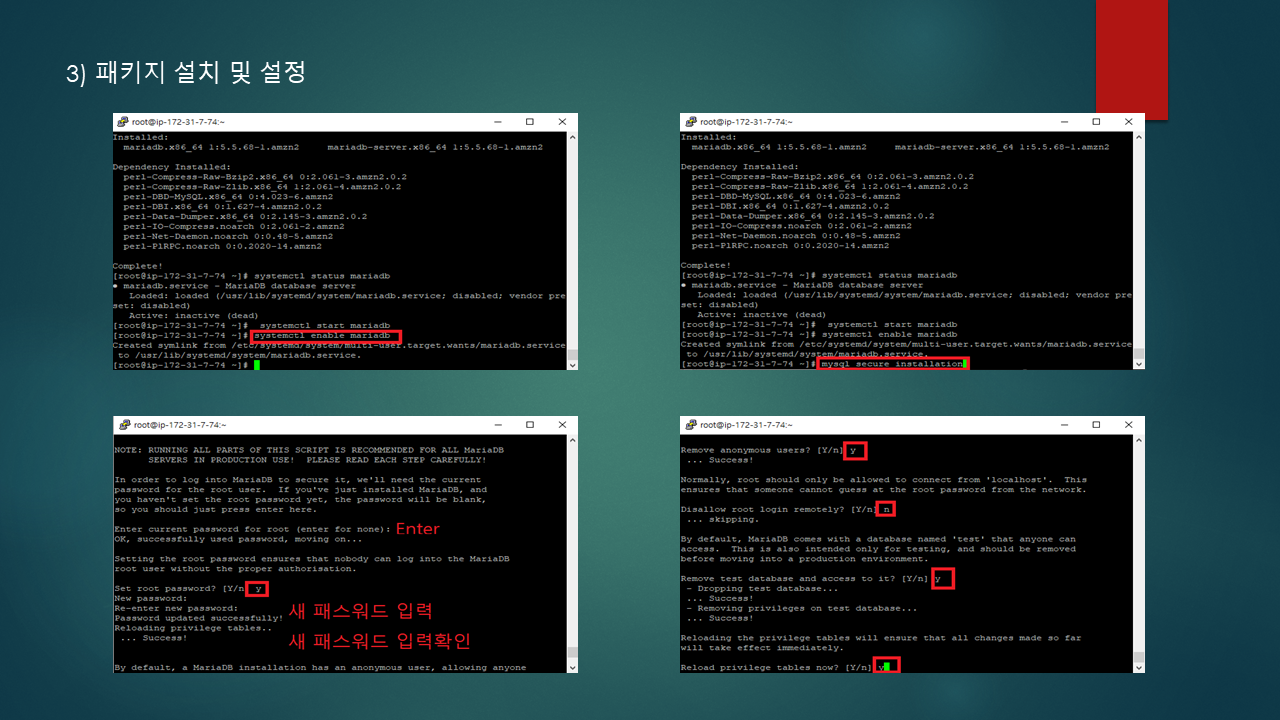 3) 패키지 설치 및 설정
root@ip-172-31-7-74:~
Installed:
mariadb.x86_64 1:5.5.68-1.amzn2 mariadb-server.x86_64 1:5.5.68-1.amzn2
Dependency Installed:
perl-Compress-Raw-Bzip2.x86_64 0:2.061-3.amzn2.0.2
perl-Compress-Raw-Zlib.x86_64 1:2.061-4.amzn2.0.2
perl-DBD-MySQL.x86_64 0:4.023-6.amzn2
perl-DBI.x86_64 0:1.627-4.amzn2.0.2
perl-Data-Dumper.x86_64 0:2.145-3.amzn2.0.2
perl-IO-Compress.noarch 0:2.061-2.amzn2
perl-Net-Daemon.noarch 0:0.48-5.amzn2
perl-PlRPC.noarch 0:0.2020-14.amzn2
Complete!
[root@ip-172-31-7-74 ~]# systemctl status mariadb
● mariadb.service - MariaDB database server
Loaded: loaded (/usr/lib/systemd/system/mariadb.service; disabled; vendor pre
set: disabled)
Active: inactive (dead)
[root@ip-172-31-7-74 ~]# systemctl start mariadb
[root@ip-172-31-7-74 ~]# systemctl enable mariadb
Created symlink from /etc/systemd/system/multi-user.target.wants/mariadb.service
to /usr/lib/systemd/system/mariadb.service.
[root@ip-172-31-7-74 ~]#
root@ip-172-31-7-74:~
Installed:
mariadb.x86_64 1:5.5.68-1.amzn2 mariadb-server.x86_64 1:5.5.68-1.amzn2
Dependency Installed:
perl-Compress-Raw-Bzip2.x86_64 0:2.061-3.amzn2.0.2
perl-Compress-Raw-Zlib.x86_64 1:2.061-4.amzn2.0.2
perl-DBD-MySQL.x86_64 0:4.023-6.amzn2
perl-DBI.x86_64 0:1.627-4.amzn2.0.2
perl-Data-Dumper.x86_64 0:2.145-3.amzn2.0.2
perl-IO-Compress.noarch 0:2.061-2.amzn2
perl-Net-Daemon.noarch 0:0.48-5.amzn2
perl-PlRPC.noarch 0:0.2020-14.amzn2
Complete!
[root@ip-172-31-7-74 ~]# systemctl status mariadb
● mariadb.service - MariaDB database server
Loaded: loaded (/usr/lib/systemd/system/mariadb.service; disabled; vendor pre
set: disabled)
Active: inactive (dead)
[root@ip-172-31-7-74 ~]# systemctl start mariadb
[root@ip-172-31-7-74 ~]# systemctl enable mariadb
Created symlink from /etc/systemd/system/multi-user.target.wants/mariadb.service
to /usr/lib/systemd/system/mariadb.service.
[root@ip-172-31-7-74 ~]# mysql_secure_installation
root@ip-172-31-7-74:~
NOTE: RUNNING ALL PARTS OF THIS SCRIPT IS RECOMMENDED FOR ALL MariaDB
SERVERS IN PRODUCTION USE! PLEASE READ EACH STEP CAREFULLY!
In order to log into MariaDB to secure it, we'll need the current
password for the root user. If you've just installed MariaDB, and
you haven't set the root password yet, the password will be blank,
so you should just press enter here.
Enter current password for root (enter for none): Enter
OK, successfully used password, moving on...
Setting the root password ensures that nobody can log into the MariaDB
root user without the proper authorisation.
Set root password? [Y/n] y
New password:
Re-enter new password: 새 패스워드 입력
Password updated successfully!
Reloading privilege tables..
... Success! 새 패스워드 입력확인
By default, a MariaDB installation has an anonymous user, allowing anyone
root@ip-172-31-7-74:~
Remove anonymous users? [Y/n] y
... Success!
Normally, root should only be allowed to connect from 'localhost'. This
ensures that someone cannot guess at the root password from the network.
Disallow root login remotely? [Y/n] n
... skipping.
By default, MariaDB comes with a database named 'test' that anyone can
access. This is also intended only for testing, and should be removed
before moving into a production environment.
Remove test database and access to it? [Y/n] y
- Dropping test database...
... Success!
- Removing privileges on test database...
... Success!
Reloading the privilege tables will ensure that all changes made so far
will take effect immediately.
Reload privilege tables now? [Y/n] y